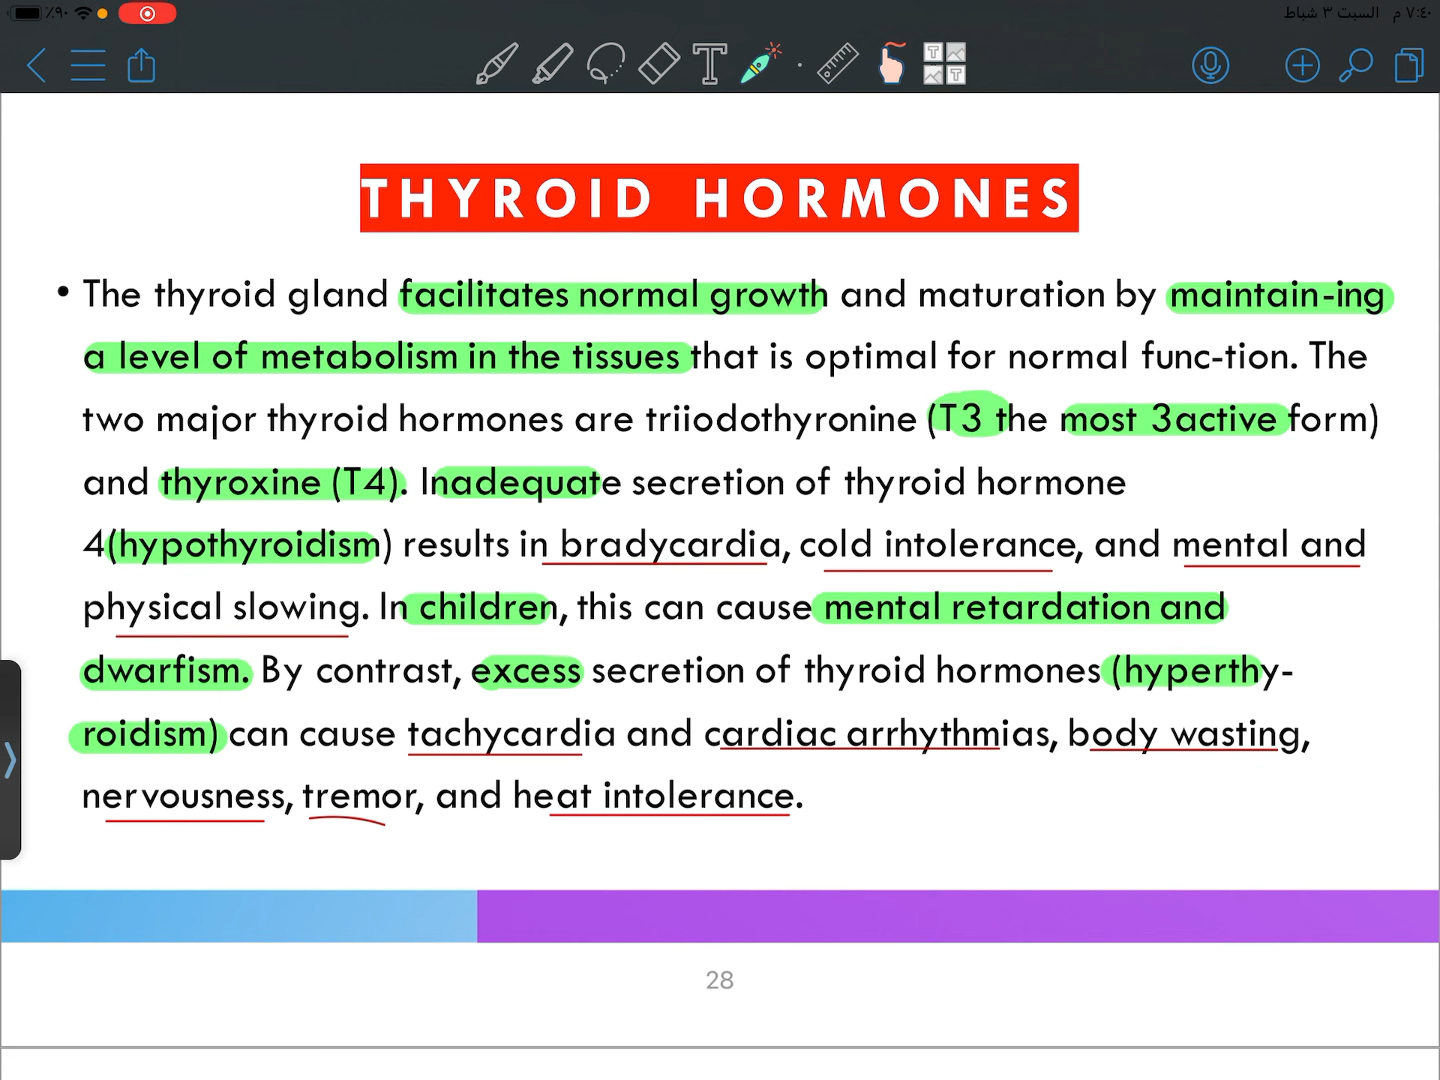 ٪٩٠ السبت ٣ شباط ٧:٤٠ م
THYROID HORMONES
• The thyroid gland facilitates normal growth and maturation by maintain-ing
a level of metabolism in the tissues that is optimal for normal func-tion. The
two major thyroid hormones are triiodothyronine (T3 the most 3active form)
and thyroxine (T4). Inadequate secretion of thyroid hormone
4(hypothyroidism) results in bradycardia, cold intolerance, and mental and
physical slowing. In children, this can cause mental retardation and
dwarfism. By contrast, excess secretion of thyroid hormones (hyperthy-
roidism) can cause tachycardia and cardiac arrhythmias, body wasting,
nervousness, tremor, and heat intolerance.
28